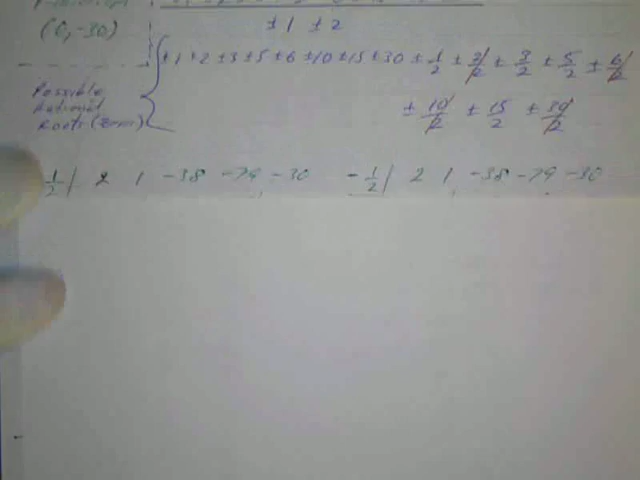 ± 1 ± 2
(0, -30)
± 1 ± 2 ± 3 ± 5 ± 6 ± 10 ± 15 ± 30 ± 1/2 ± 2/2 ± 3/2 ± 5/2 ± 6/2
Possible
Rational
Roots (Zeros)
± 10/2 ± 15/2 ± 30/2
1/2 | 2 1 -38 -79 -30 -1/2 | 2 1 -38 -79 -30